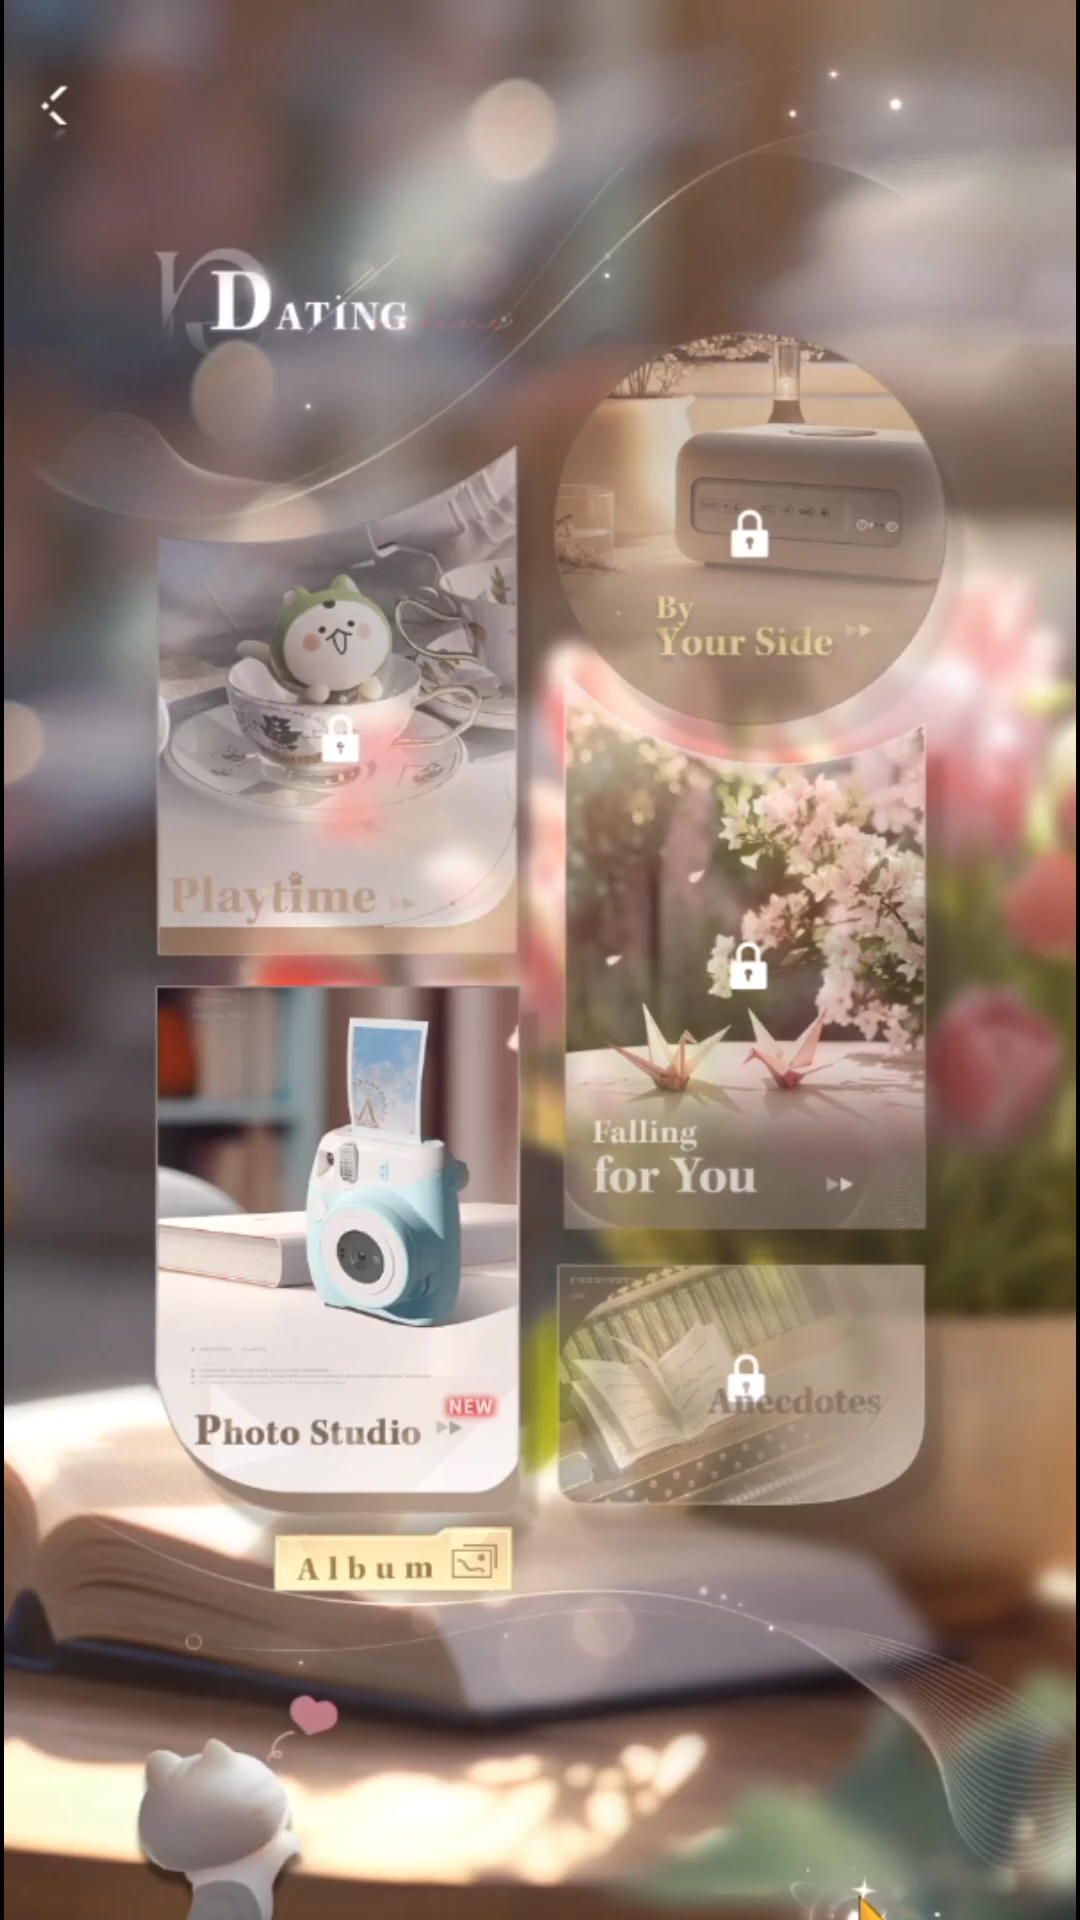 DATING
By
Your Side
Playtime
Falling
for You
NEW
Photo Studio
Anecdotes
Album